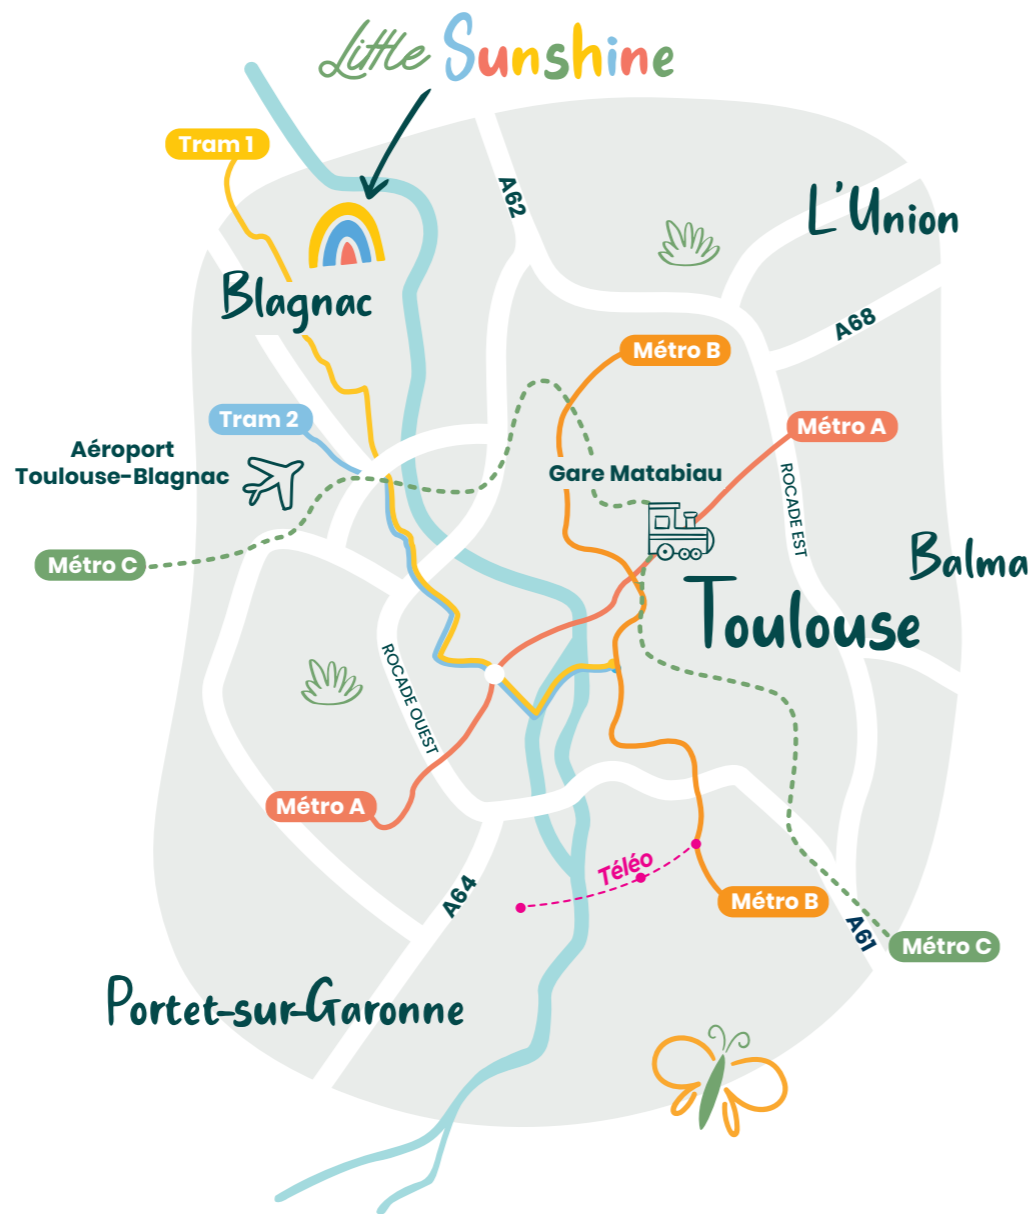 Little Sunshine
Tram 1
A62
L'Union
Blagnac
A68
Métro B
Tram 2
Métro A
Aéroport
Toulouse-Blagnac
Gare Matabiau
ROCADE EST
Métro C
Balma
Toulouse
ROCADE OUEST
Métro A
Téléo
A64
Métro B
A61
Métro C
Portet-sur-Garonne